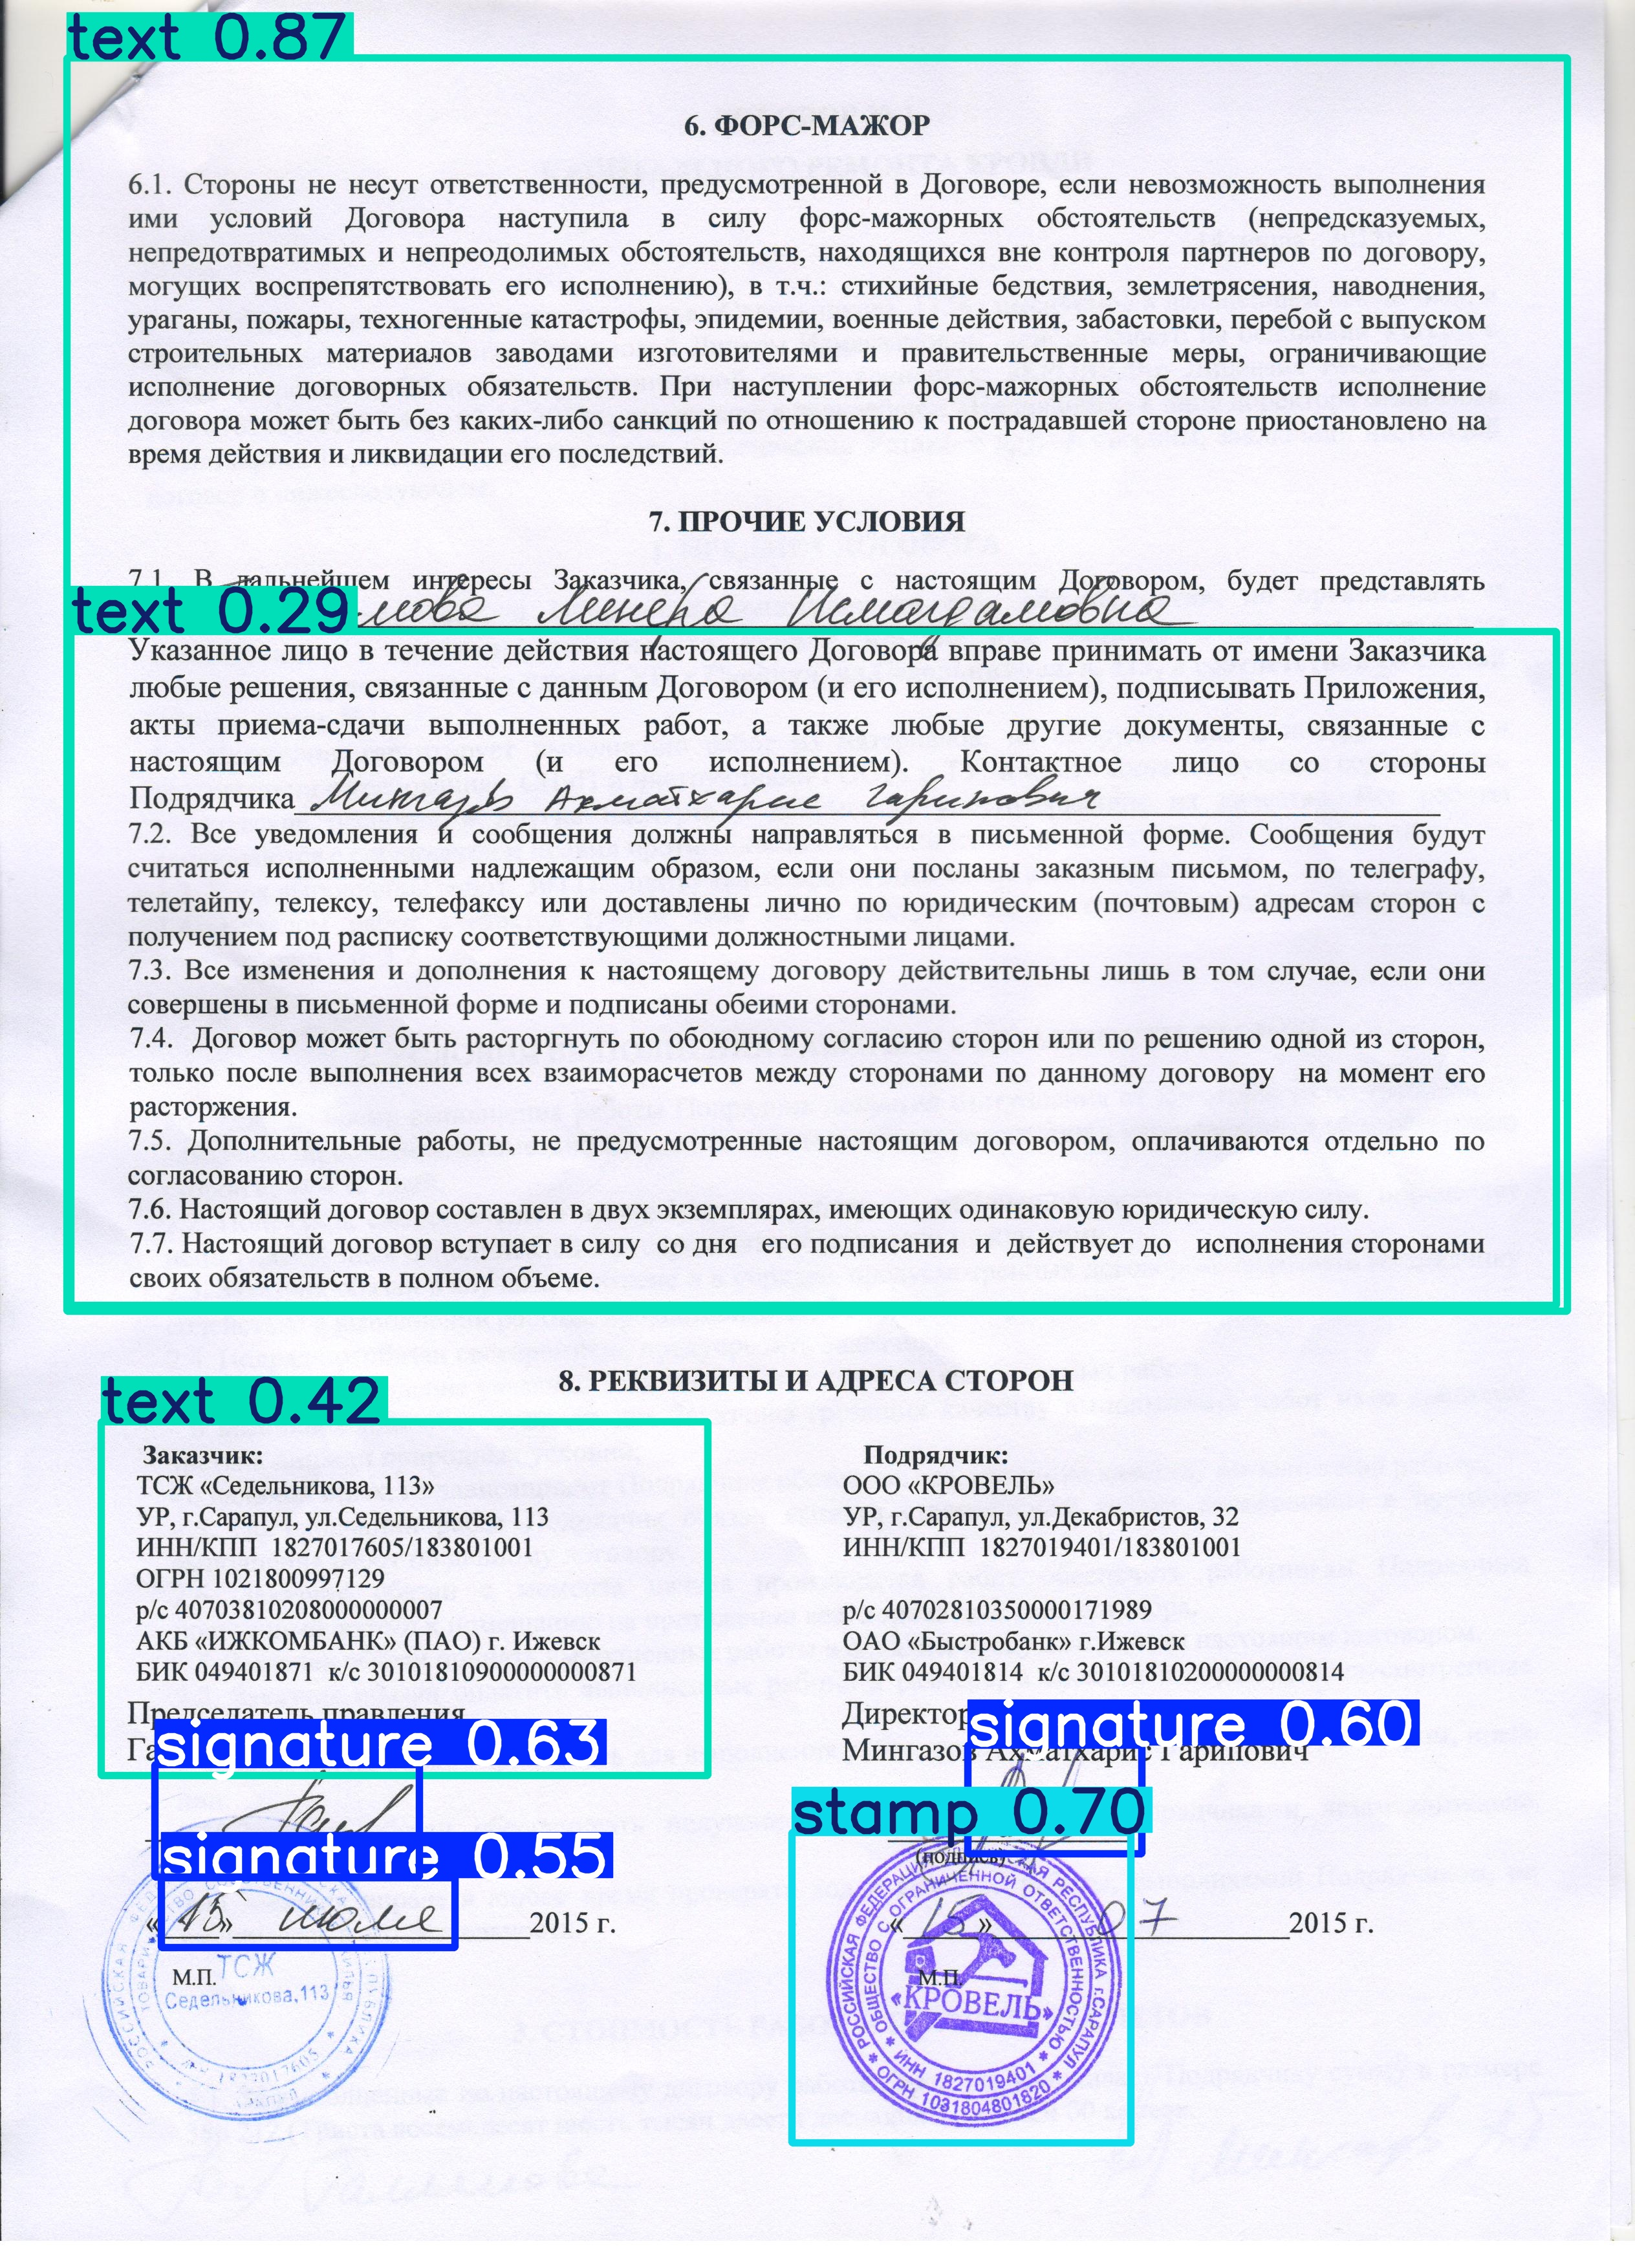 text 0.87
6. ФОРС-МАЖОР
6.1. Стороны не несут ответственности, предусмотренной в Договоре, если невозможность выполнения
ими условий Договора наступила в силу форс-мажорных обстоятельств (непредсказуемых,
непредотвратимых и непреодолимых обстоятельств, находящихся вне контроля партнеров по договору,
могущих воспрепятствовать его исполнению), в т.ч.: стихийные бедствия, землетрясения, наводнения,
ураганы, пожары, техногенные катастрофы, эпидемии, военные действия, забастовки, перебой с выпуском
строительных материалов заводами изготовителями и правительственные меры, ограничивающие
исполнение договорных обязательств. При наступлении форс-мажорных обстоятельств исполнение
договора может быть без каких-либо санкций по отношению к пострадавшей стороне приостановлено на
время действия и ликвидации его последствий.
7. ПРОЧИЕ УСЛОВИЯ
7.1. В дальнейшем интересы Заказчика, связанные с настоящим Договором, будет представлять
text 0.29
Указанное лицо в течение действия настоящего Договора вправе принимать от имени Заказчика
любые решения, связанные с данным Договором (и его исполнением), подписывать Приложения,
акты приема-сдачи выполненных работ, а также любые другие документы, связанные с
настоящим Договором (и его исполнением). Контактное лицо со стороны
Подрядчика Ахматхарис Гарипович
7.2. Все уведомления и сообщения должны направляться в письменной форме. Сообщения будут
считаться исполненными надлежащим образом, если они посланы заказным письмом, по телеграфу,
телетайпу, телексу, телефаксу или доставлены лично по юридическим (почтовым) адресам сторон с
получением под расписку соответствующими должностными лицами.
7.3. Все изменения и дополнения к настоящему договору действительны лишь в том случае, если они
совершены в письменной форме и подписаны обеими сторонами.
7.4. Договор может быть расторгнуть по обоюдному согласию сторон или по решению одной из сторон,
только после выполнения всех взаиморасчетов между сторонами по данному договору на момент его
расторжения.
7.5. Дополнительные работы, не предусмотренные настоящим договором, оплачиваются отдельно по
согласованию сторон.
7.6. Настоящий договор составлен в двух экземплярах, имеющих одинаковую юридическую силу.
7.7. Настоящий договор вступает в силу со дня его подписания и действует до исполнения сторонами
своих обязательств в полном объеме.
8. РЕКВИЗИТЫ И АДРЕСА СТОРОН
text 0.42
Заказчик:
ТСЖ «Седельникова, 113»
УР, г.Сарапул, ул.Седельникова, 113
ИНН/КПП 1827017605/183801001
ОГРН 1021800997129
р/с 40703810208000000007
АКБ «ИЖКОМБАНК» (ПАО) г. Ижевск
БИК 049401871 к/с 30101810900000000871
Председатель правления
signature 0.63
signature 0.55
«15» июля 2015 г.
М.П.
ТСЖ
Седельникова,113
Подрядчик:
ООО «КРОВЕЛЬ»
УР, г.Сарапул, ул.Декабристов, 32
ИНН/КПП 1827019401/183801001
р/с 40702810350000171989
ОАО «Быстробанк» г.Ижевск
БИК 049401814 к/с 30101810200000000814
Директор
signature 0.60
Мингазов Ахматхарис Гарипович
stamp 0.70
(подпись)
«15» 07 2015 г.
М.П.
«КРОВЕЛЬ»
РОССИЙСКАЯ ФЕДЕРАЦИЯ РЕСПУБЛИКА г.САРАПУЛ
ОБЩЕСТВО С ОГРАНИЧЕННОЙ ОТВЕТСТВЕННОСТЬЮ
ИНН 1827019401
ОГРН 1031804801820